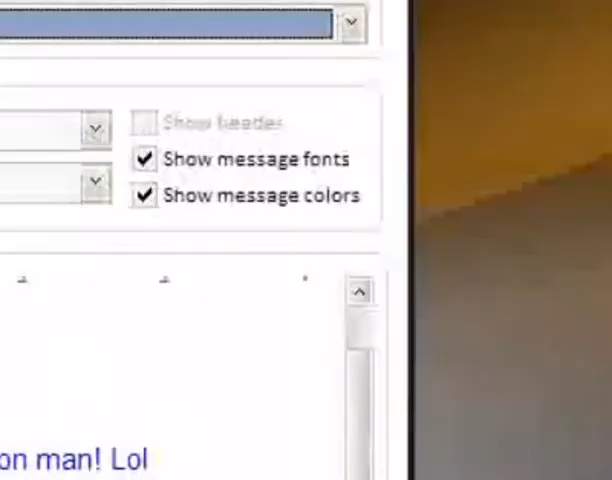 Show header
Show message fonts
Show message colors
on man! Lol